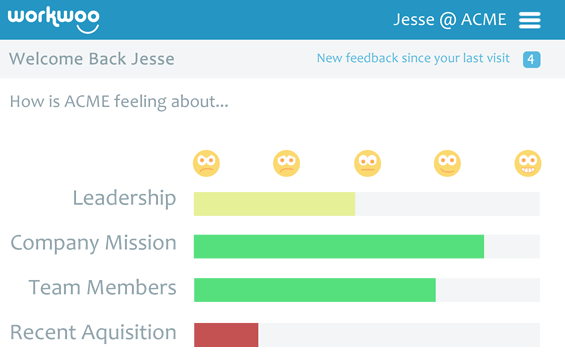 workwoo
Jesse @ ACME
Welcome Back Jesse
New feedback since your last visit 4
How is ACME feeling about...
Leadership
Company Mission
Team Members
Recent Aquisition